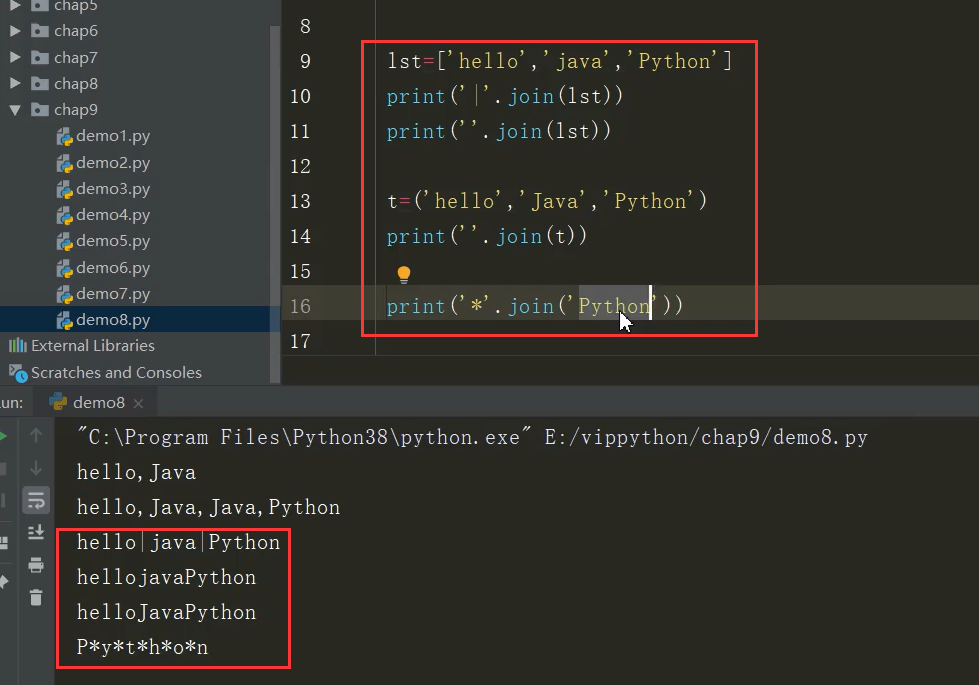 chap5
chap6
chap7
chap8
chap9
demo1.py
demo2.py
demo3.py
demo4.py
demo5.py
demo6.py
demo7.py
demo8.py
External Libraries
Scratches and Consoles
8
9 lst=['hello','java','Python']
10 print('|'.join(lst))
11 print(''.join(lst))
12
13 t=('hello','Java','Python')
14 print(''.join(t))
15
16 print('*'.join('Python'))
17
un: demo8
"C:\Program Files\Python38\python.exe" E:/vippython/chap9/demo8.py
hello,Java
hello,Java,Java,Python
hello|java|Python
hellojavaPython
helloJavaPython
P*y*t*h*o*n